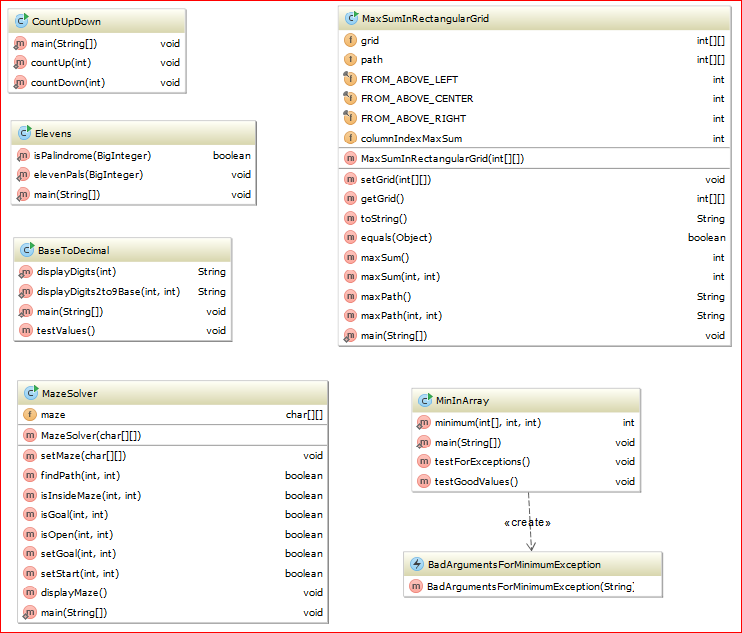 CountUpDown
main(String[]) void
countUp(int) void
countDown(int) void
Elevens
isPalindrome(BigInteger) boolean
elevenPals(BigInteger) void
main(String[]) void
BaseToDecimal
displayDigits(int) String
displayDigits2to9Base(int, int) String
main(String[]) void
testValues() void
MazeSolver
maze char[][]
MazeSolver(char[][])
setMaze(char[][]) void
findPath(int, int) boolean
isInsideMaze(int, int) boolean
isGoal(int, int) boolean
isOpen(int, int) boolean
setGoal(int, int) boolean
setStart(int, int) boolean
displayMaze() void
main(String[]) void
MaxSumInRectangularGrid
grid int[][]
path int[][]
FROM_ABOVE_LEFT int
FROM_ABOVE_CENTER int
FROM_ABOVE_RIGHT int
columnIndexMaxSum int
MaxSumInRectangularGrid(int[][])
setGrid(int[][]) void
getGrid() int[][]
toString() String
equals(Object) boolean
maxSum() int
maxSum(int, int) int
maxPath() String
maxPath(int, int) String
main(String[]) void
MinInArray
minimum(int[], int, int) int
main(String[]) void
testForExceptions() void
testGoodValues() void
«create»
BadArgumentsForMinimumException
BadArgumentsForMinimumException(String)